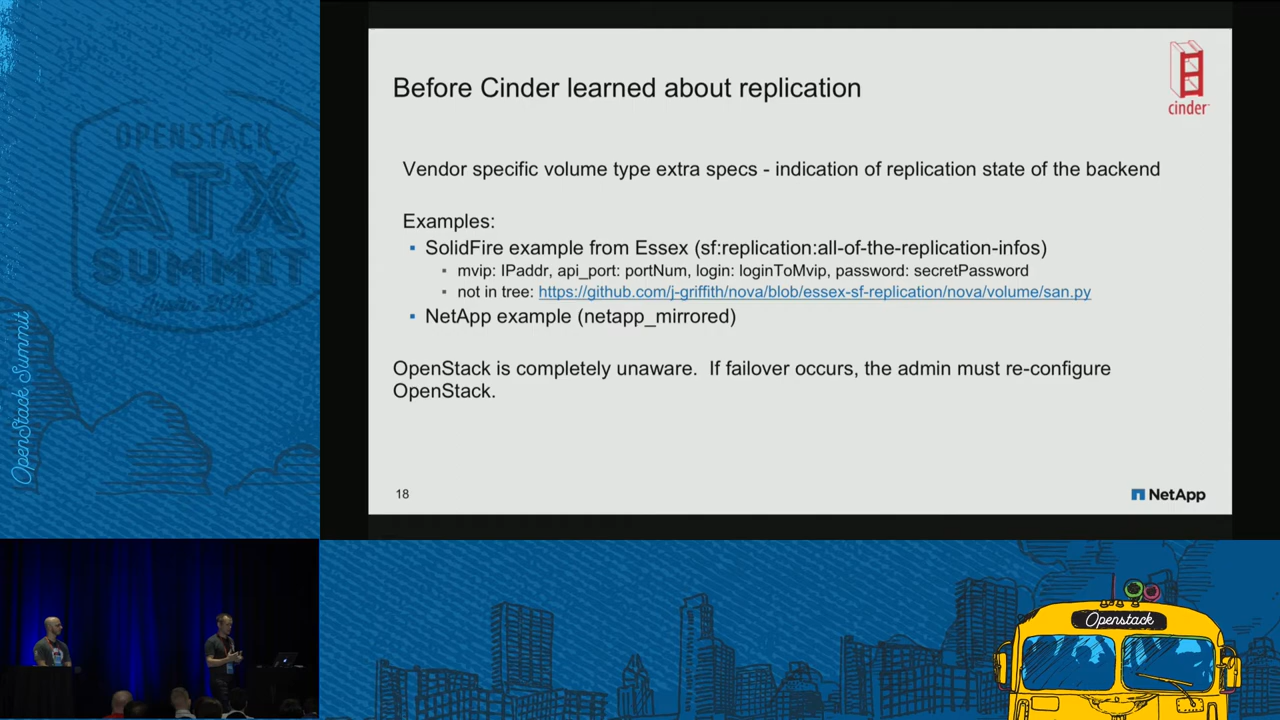 OPENSTACK
ATX
SUMMIT
OpenStack Summit
Before Cinder learned about replication
cinder
Vendor specific volume type extra specs - indication of replication state of the backend
Examples:
SolidFire example from Essex (sf:replication:all-of-the-replication-infos)
mvip: IPaddr, api_port: portNum, login: loginToMvip, password: secretPassword
not in tree: https://github.com/j-griffith/nova/blob/essex-sf-replication/nova/volume/san.py
NetApp example (netapp_mirrored)
OpenStack is completely unaware.  If failover occurs, the admin must re-configure
OpenStack.
18
NetApp
Openstack